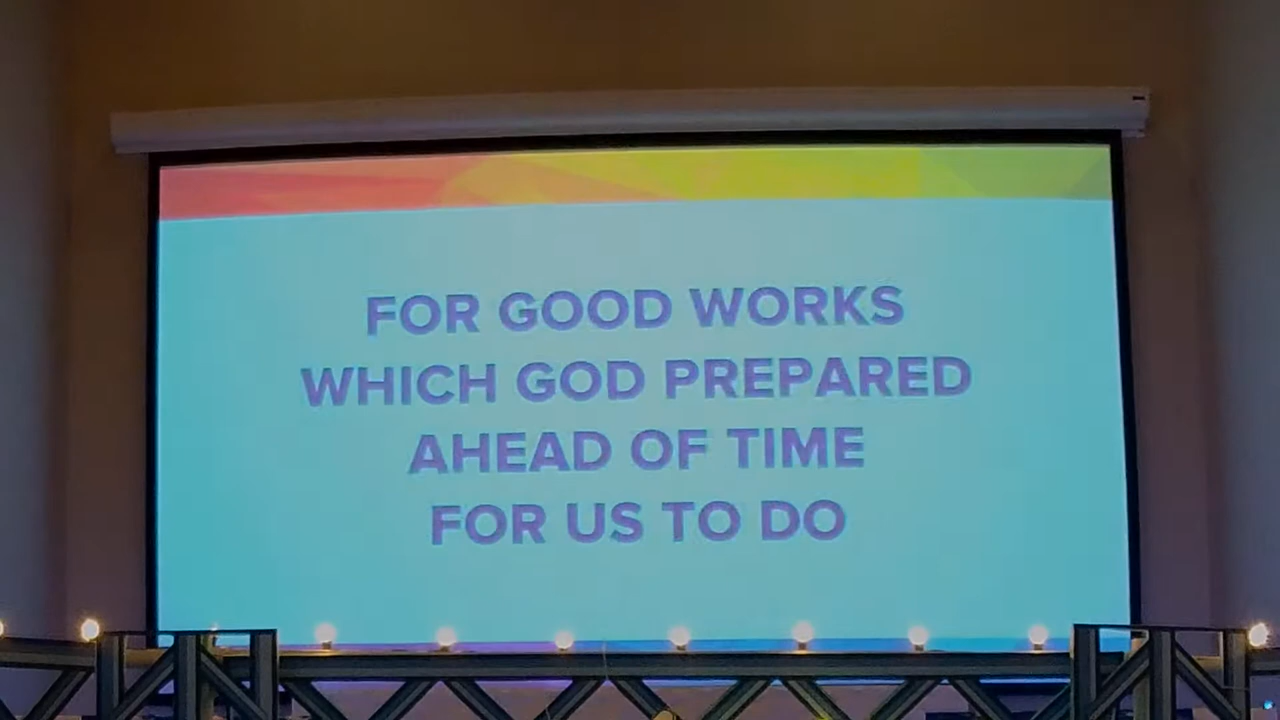 FOR GOOD WORKS
WHICH GOD PREPARED
AHEAD OF TIME
FOR US TO DO